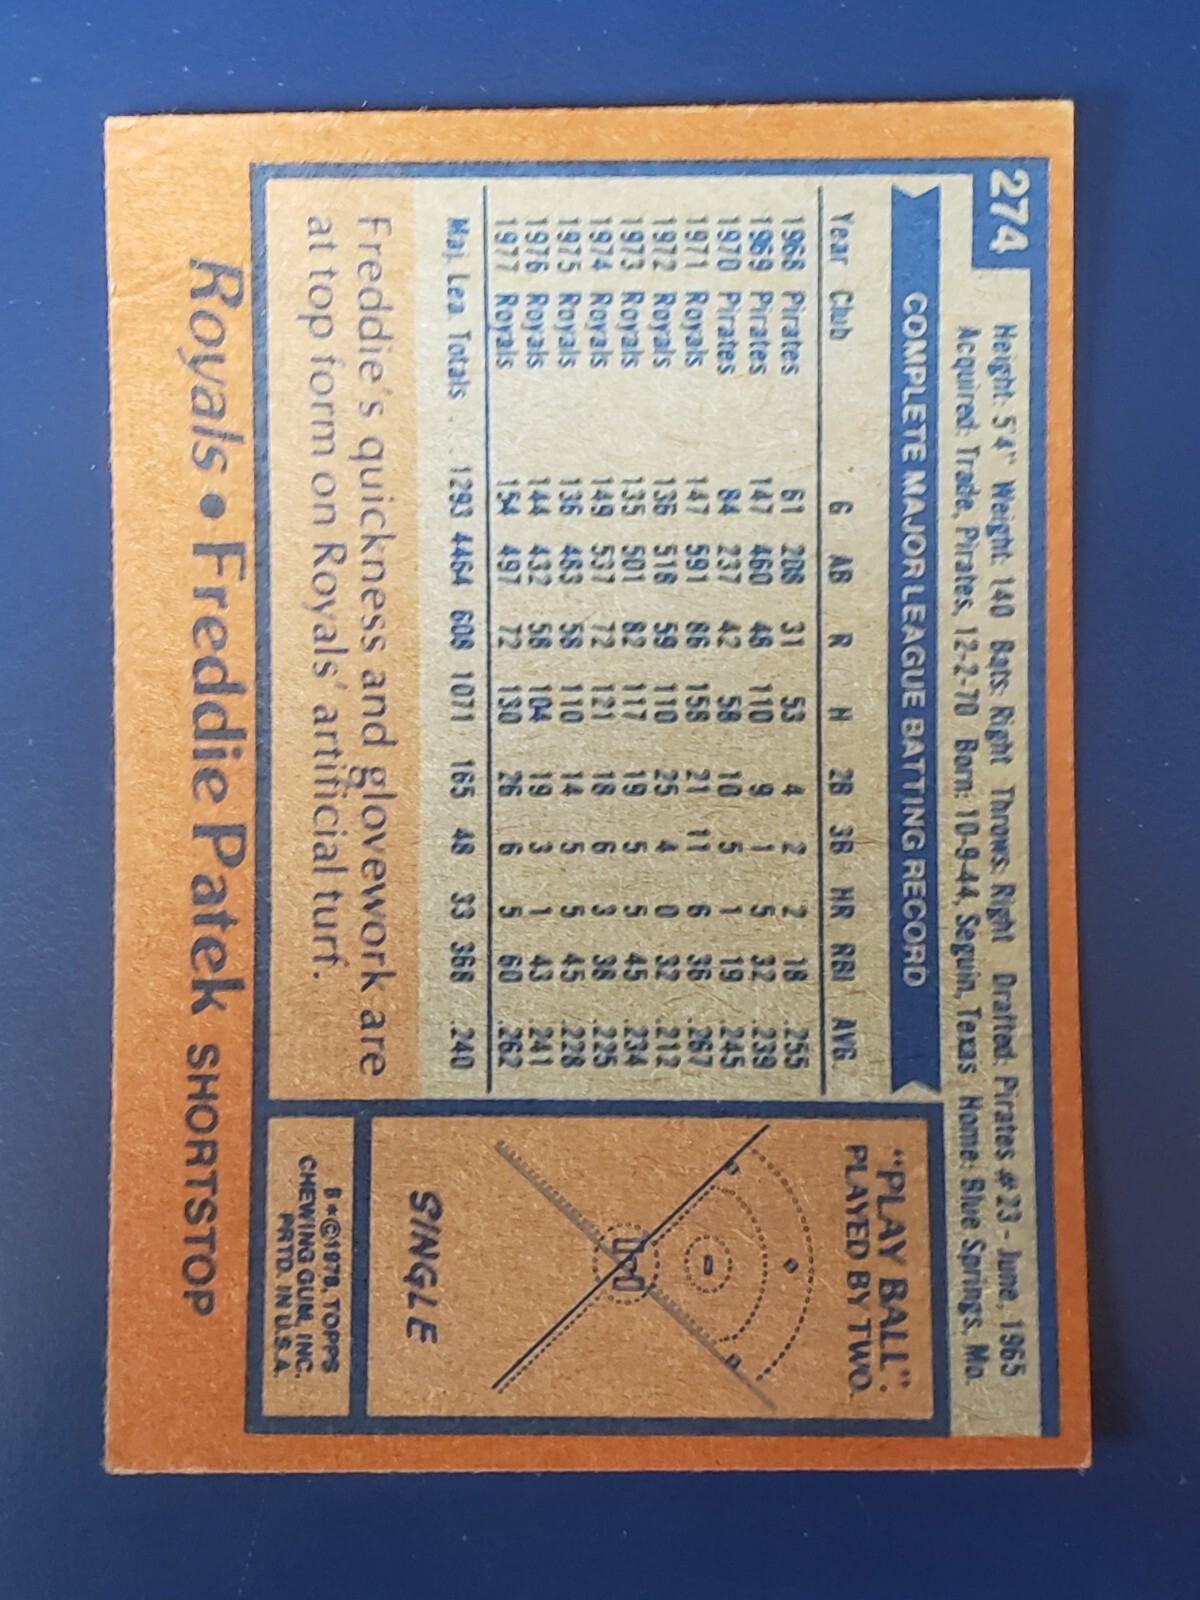 274
Height: 5'4" Weight: 140 Bats: Right Throws: Right Drafted: Pirates #23 - June, 1965
Acquired: Trade, Pirates, 12-2-70 Born: 10-9-44, Seguin, Texas Home: Blue Springs, Mo.
COMPLETE MAJOR LEAGUE BATTING RECORD
Year Club G AB R H 2B 3B HR RBI AVG.
1968 Pirates 61 208 31 53 4 2 2 18 .255
1969 Pirates 147 460 48 110 9 1 5 32 .239
1970 Pirates 84 237 42 58 10 5 1 19 .245
1971 Royals 147 591 86 158 21 11 6 36 .267
1972 Royals 136 518 59 110 25 4 0 32 .212
1973 Royals 135 501 82 117 19 5 5 45 .234
1974 Royals 149 537 72 121 18 6 3 38 .225
1975 Royals 136 483 58 110 14 5 5 45 .228
1976 Royals 144 432 58 104 19 3 1 43 .241
1977 Royals 154 497 72 130 26 6 5 60 .262
Maj. Lea. Totals . . 1293 4464 608 1071 165 48 33 368 .240
Freddie's quickness and glovework are
at top form on Royals' artificial turf.
"PLAY BALL":
PLAYED BY TWO.
SINGLE
B*©1978, TOPPS
CHEWING GUM, INC.
PRTD. IN U.S.A.
Royals • Freddie Patek SHORTSTOP